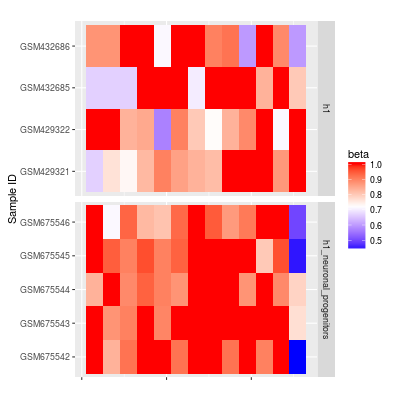 Sample ID
GSM432686
GSM432685
GSM429322
GSM429321
h1
GSM675546
GSM675545
GSM675544
GSM675543
GSM675542
h1_neuronal_progenitors
beta
1.0
0.9
0.8
0.7
0.6
0.5